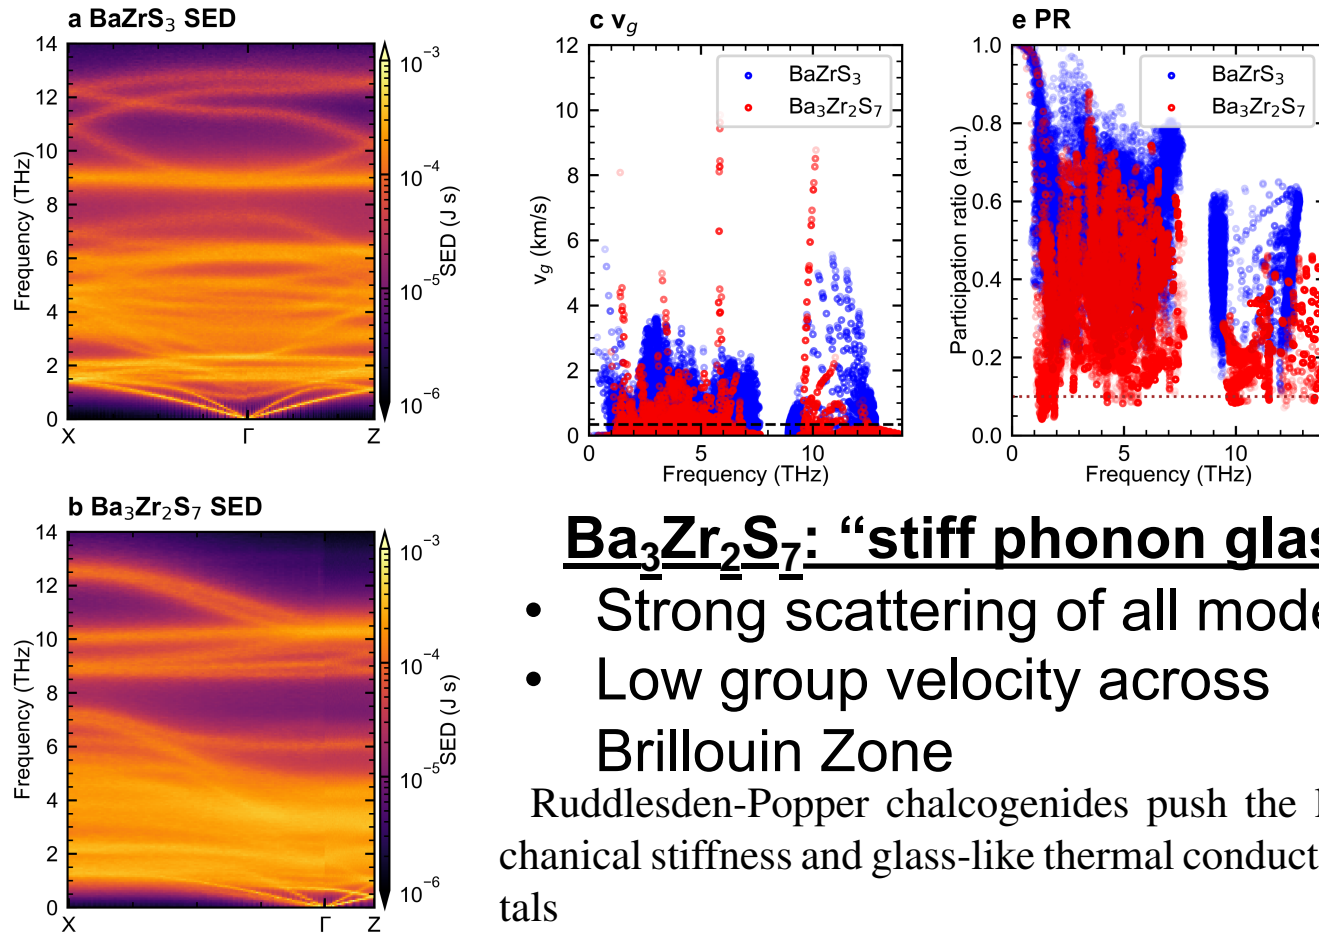 a BaZrS₃ SED
14
12
10
8
6
4
2
0
Frequency (THz)
X
Γ
Z
10⁻³
10⁻⁴
10⁻⁵
10⁻⁶
SED (J s)
b Ba₃Zr₂S₇ SED
14
12
10
8
6
4
2
0
Frequency (THz)
X
Γ
Z
10⁻³
10⁻⁴
10⁻⁵
10⁻⁶
SED (J s)
c v_g
12
10
8
6
4
2
0
v_g (km/s)
BaZrS₃
Ba₃Zr₂S₇
0
5
10
Frequency (THz)
e PR
1.0
0.8
0.6
0.4
0.2
0.0
Participation ratio (a.u.)
BaZrS₃
Ba₃Zr₂S₇
0
5
10
Frequency (THz)
Ba₃Zr₂S₇: “stiff phonon glas
• Strong scattering of all mode
• Low group velocity across
Brillouin Zone
Ruddlesden-Popper chalcogenides push the
chanical stiffness and glass-like thermal conduct
tals